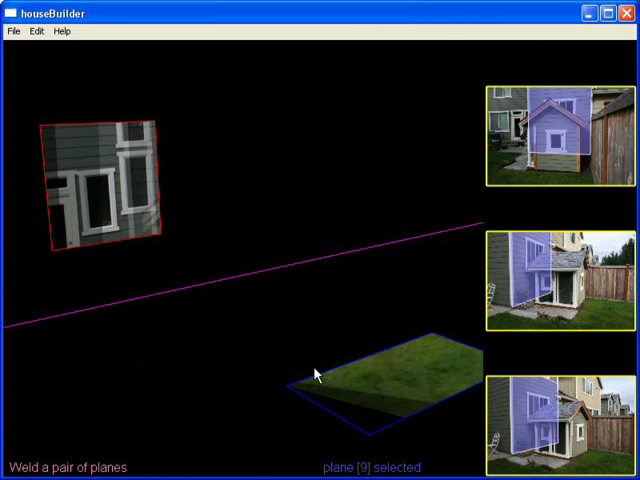 houseBuilder
File Edit Help
Weld a pair of planes
plane [9] selected